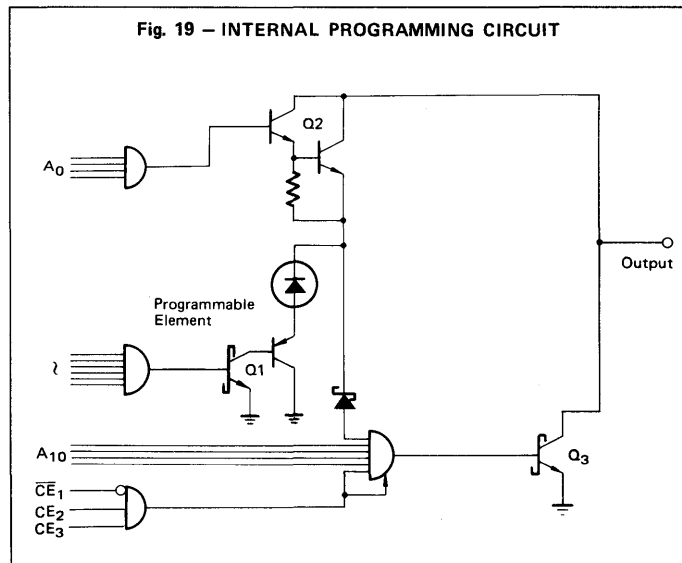 Fig. 19 – INTERNAL PROGRAMMING CIRCUIT
Q2
A0
Output
Programmable
Element
Q1
~
A10
Q3
CE1
CE2
CE3